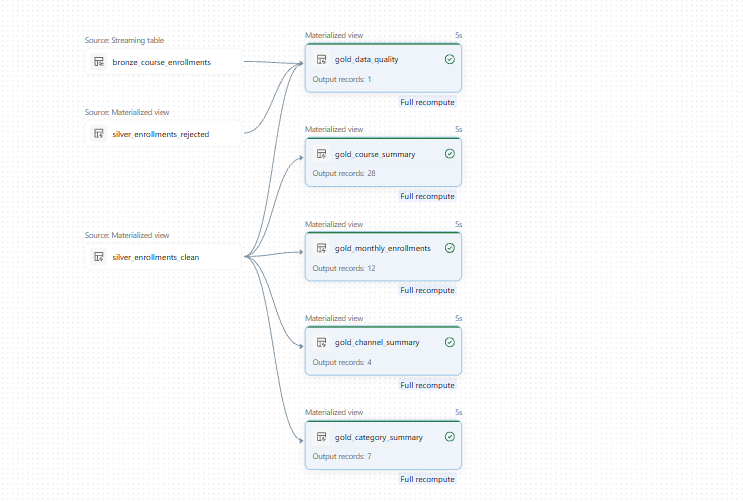 Source: Streaming table
bronze_course_enrollments
Source: Materialized view
silver_enrollments_rejected
Source: Materialized view
silver_enrollments_clean
Materialized view 5s
gold_data_quality
Output records: 1
Full recompute
Materialized view 5s
gold_course_summary
Output records: 28
Full recompute
Materialized view 5s
gold_monthly_enrollments
Output records: 12
Full recompute
Materialized view 5s
gold_channel_summary
Output records: 4
Full recompute
Materialized view 5s
gold_category_summary
Output records: 7
Full recompute